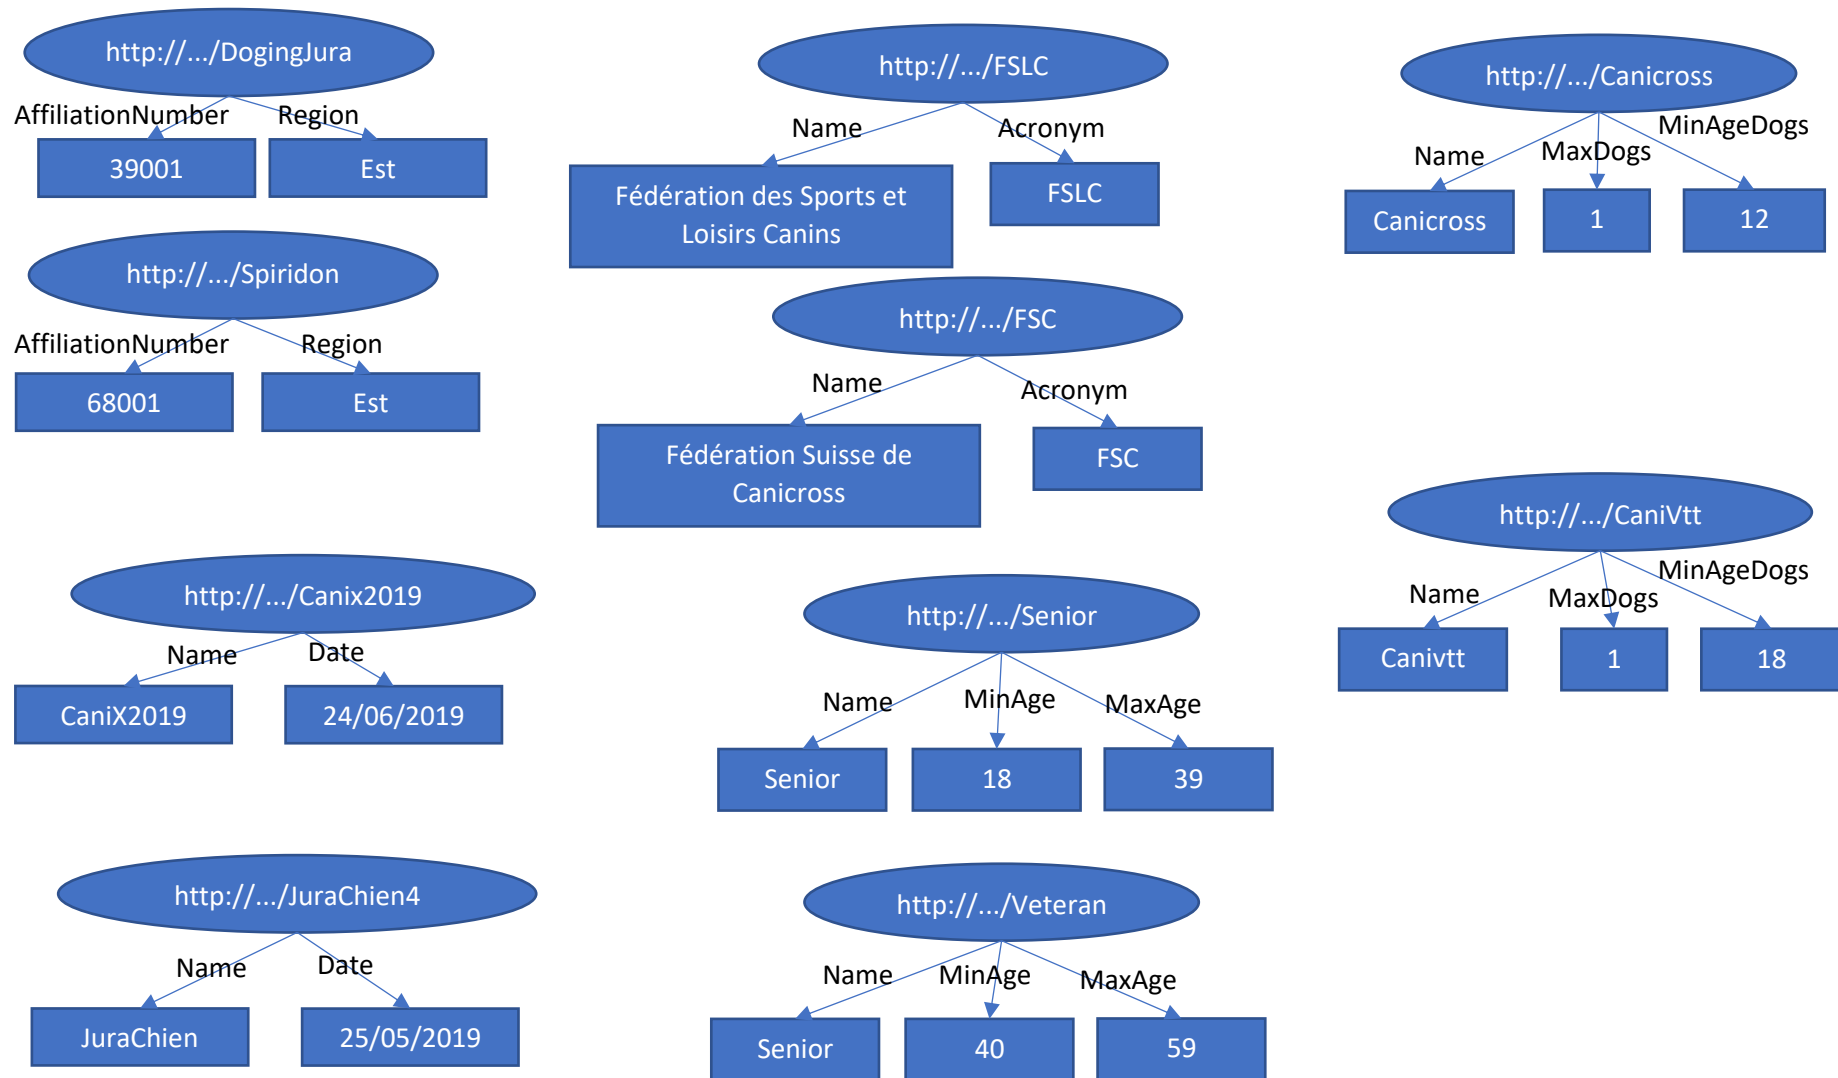 http://.../DogingJura
AffiliationNumber
Region
39001
Est
http://.../Spiridon
AffiliationNumber
Region
68001
Est
http://.../Canix2019
Name
Date
CaniX2019
24/06/2019
http://.../JuraChien4
Name
Date
JuraChien
25/05/2019
http://.../FSLC
Name
Acronym
Fédération des Sports et
Loisirs Canins
FSLC
http://.../FSC
Name
Acronym
Fédération Suisse de
Canicross
FSC
http://.../Senior
Name
MinAge
MaxAge
Senior
18
39
http://.../Veteran
Name
MinAge
MaxAge
Senior
40
59
http://.../Canicross
Name
MaxDogs
MinAgeDogs
Canicross
1
12
http://.../CaniVtt
Name
MaxDogs
MinAgeDogs
Canivtt
1
18